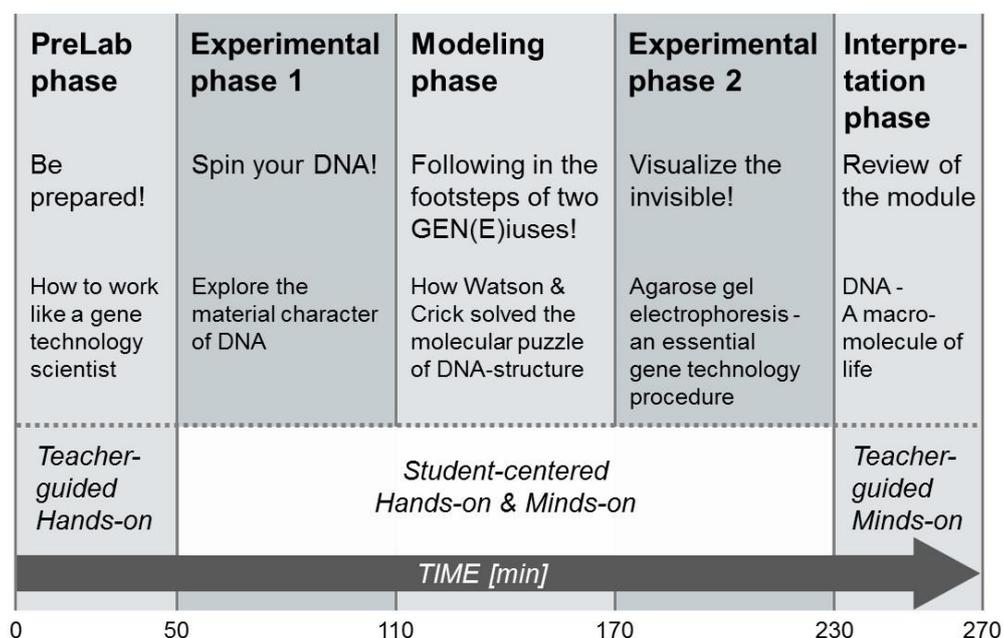 PreLab
phase
Be
prepared!
How to work
like a gene
technology
scientist
Experimental
phase 1
Spin your DNA!
Explore the
material character
of DNA
Modeling
phase
Following in the
footsteps of two
GEN(E)iuses!
How Watson &
Crick solved the
molecular puzzle
of DNA-structure
Experimental
phase 2
Visualize the
invisible!
Agarose gel
electrophoresis -
an essential
gene technology
procedure
Interpre-
tation
phase
Review of
the module
DNA -
A macro-
molecule of
life
Teacher-
guided
Hands-on
Student-centered
Hands-on & Minds-on
Teacher-
guided
Minds-on
TIME [min]
0 50 110 170 230 270